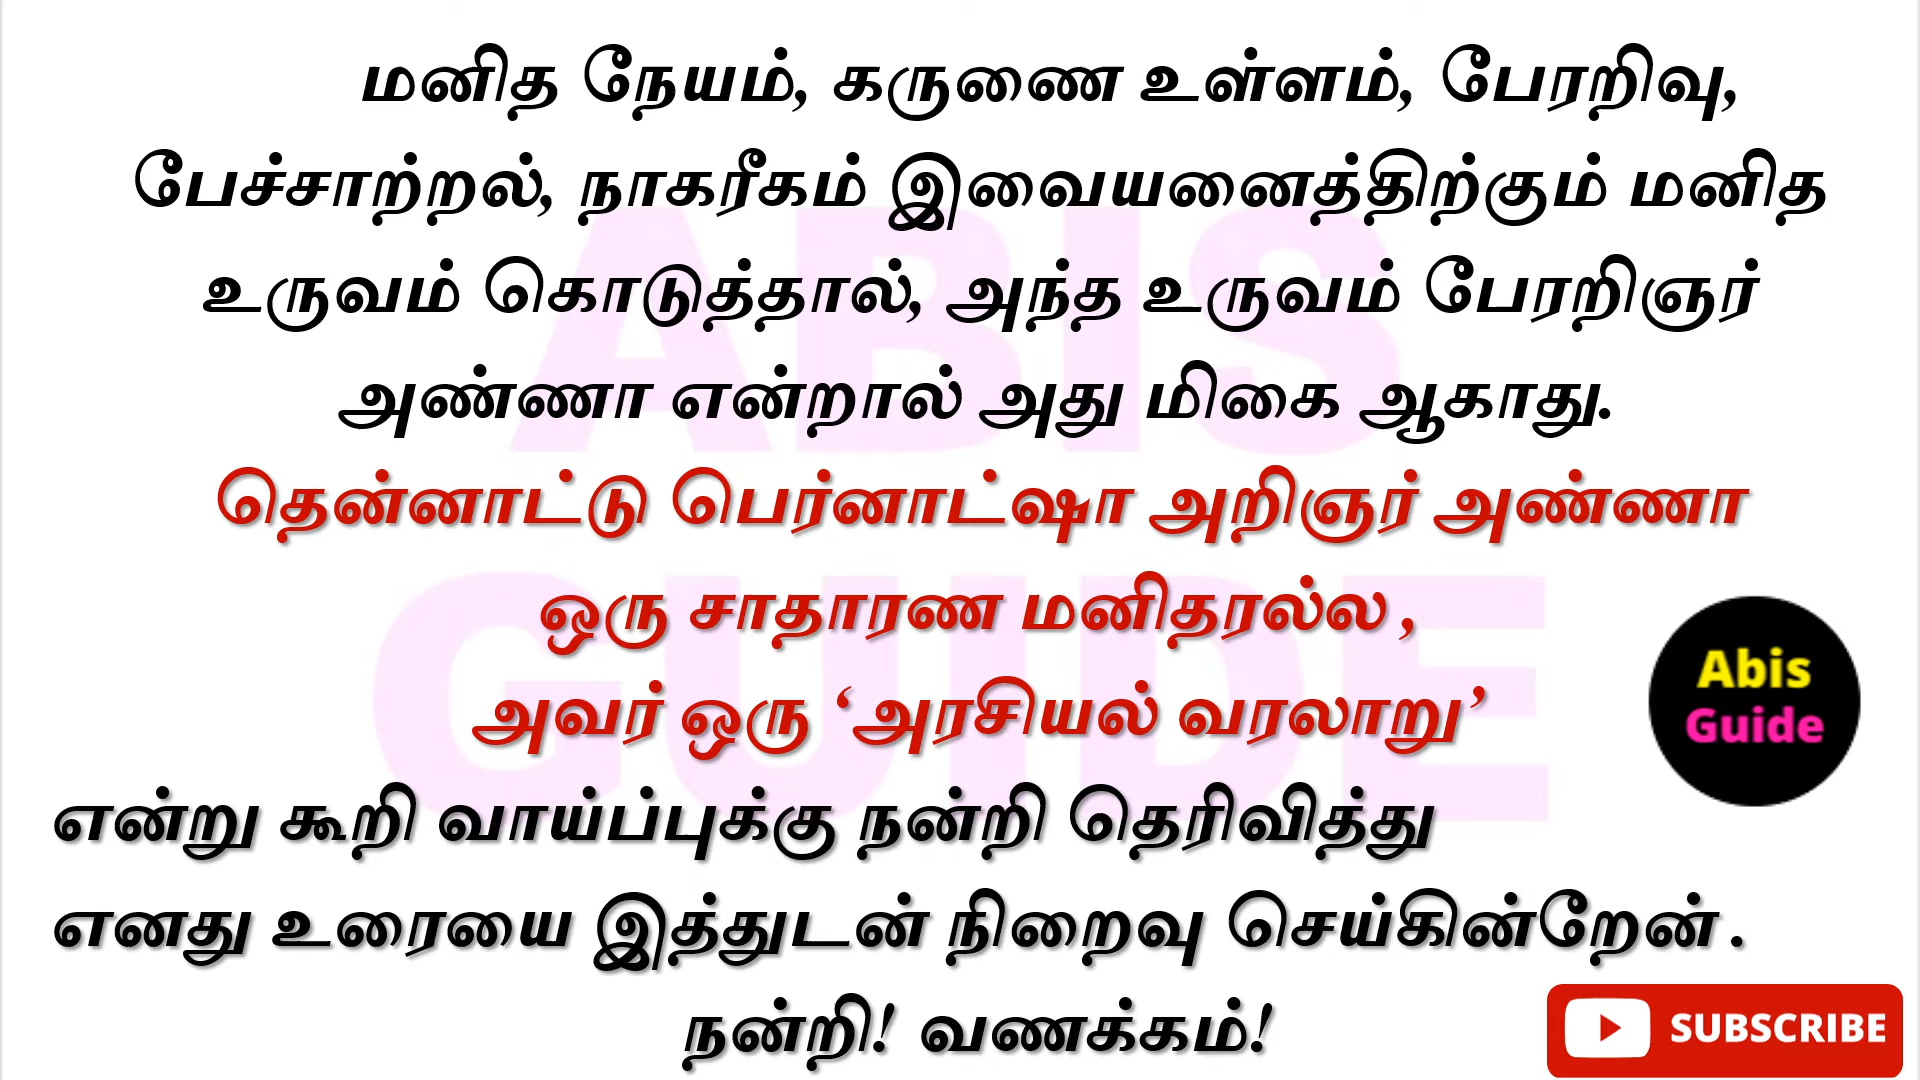 மனித நேயம், கருணை உள்ளம், பேரறிவு,
பேச்சாற்றல், நாகரீகம் இவையனைத்திற்கும் மனித
உருவம் கொடுத்தால், அந்த உருவம் பேரறிஞர்
அண்ணா என்றால் அது மிகை ஆகாது.
தென்னாட்டு பெர்னாட்ஷா அறிஞர் அண்ணா
ஒரு சாதாரண மனிதரல்ல ,
அவர் ஒரு ‘அரசியல் வரலாறு’
என்று கூறி வாய்ப்புக்கு நன்றி தெரிவித்து
எனது உரையை இத்துடன் நிறைவு செய்கின்றேன் .
நன்றி! வணக்கம்!
ABIS
GUIDE
Abis
Guide
SUBSCRIBE